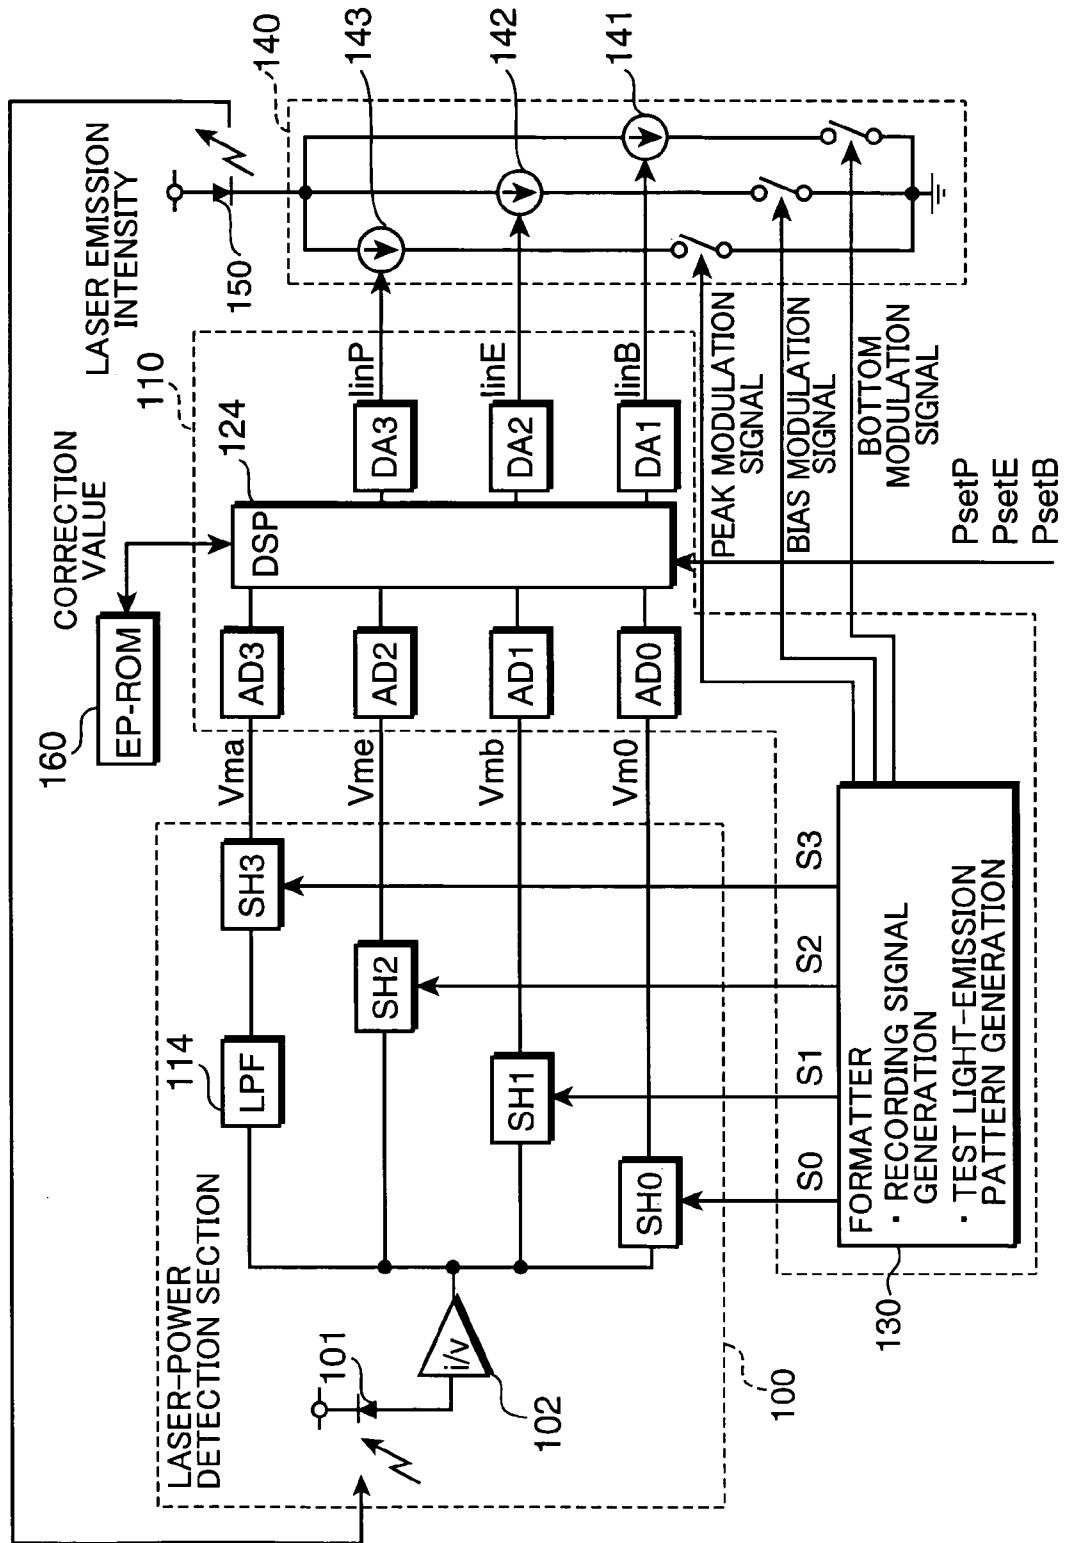 LASER EMISSION
INTENSITY
150
140
143
142
141
110
124
CORRECTION
VALUE
160
EP-ROM
DSP
DA3
DA2
DA1
IinP
IinE
IinB
AD3
AD2
AD1
AD0
Vma
Vme
Vmb
Vm0
PEAK MODULATION
SIGNAL
BIAS MODULATION
SIGNAL
BOTTOM
MODULATION
SIGNAL
PsetP
PsetE
PsetB
LASER-POWER
DETECTION SECTION
101
i/v
102
114
LPF
SH3
SH2
SH1
SH0
100
S0
S1
S2
S3
FORMATTER
· RECORDING SIGNAL
GENERATION
· TEST LIGHT-EMISSION
PATTERN GENERATION
130